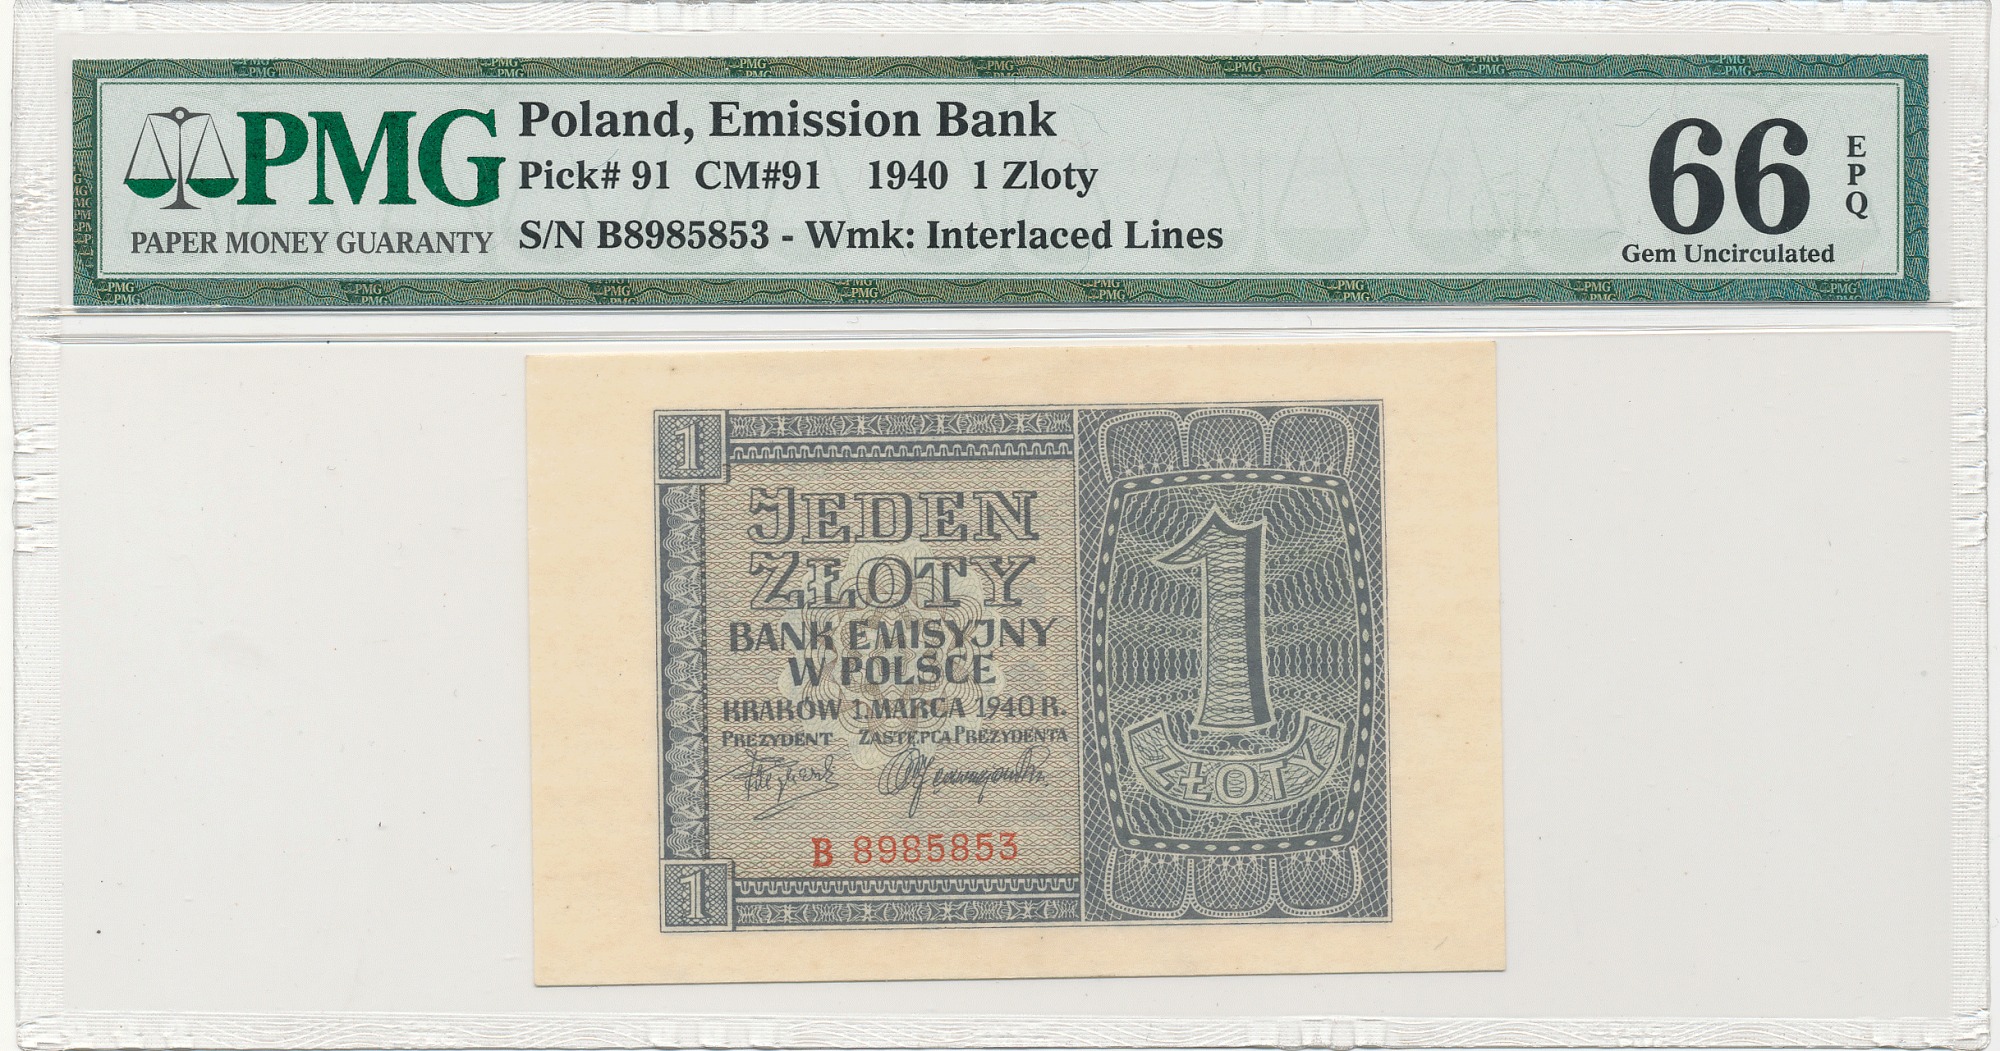 PMG
PAPER MONEY GUARANTY
Poland, Emission Bank
Pick# 91 CM#91 1940 1 Zloty
S/N B8985853 - Wmk: Interlaced Lines
66
EPQ
Gem Uncirculated
1
JEDEN
ZŁOTY
BANK EMISYJNY
W POLSCE
KRAKÓW 1. MARCA 1940 R.
PREZYDENT ZASTĘPCA PREZYDENTA
B 8985853
1
1
ZŁOTY